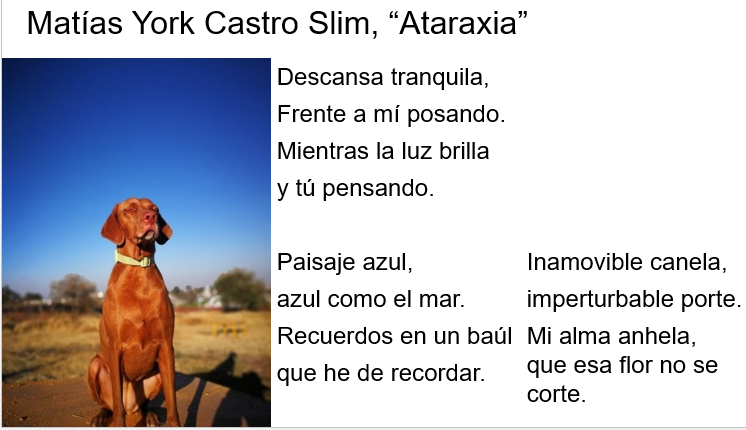 Matías York Castro Slim, “Ataraxia”
Descansa tranquila,
Frente a mí posando.
Mientras la luz brilla
y tú pensando.
Paisaje azul,
azul como el mar.
Recuerdos en un baúl
que he de recordar.
Inamovible canela,
imperturbable porte.
Mi alma anhela,
que esa flor no se
corte.